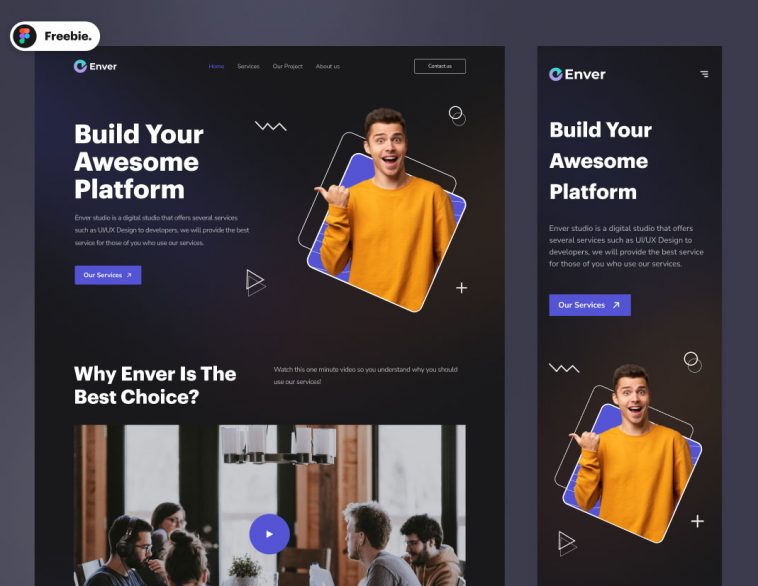 Freebie.
Enver
Home Services Our Project About us
Contact us
Build Your
Awesome
Platform
Enver studio is a digital studio that offers several services
such as UI/UX Design to developers, we will provide the best
service for those of you who use our services.
Our Services
Why Enver Is The
Best Choice?
Watch this one minute video so you understand why you should
use our services!
Enver
Build Your
Awesome
Platform
Enver studio is a digital studio that offers
several services such as UI/UX Design to
developers, we will provide the best service
for those of you who use our services.
Our Services